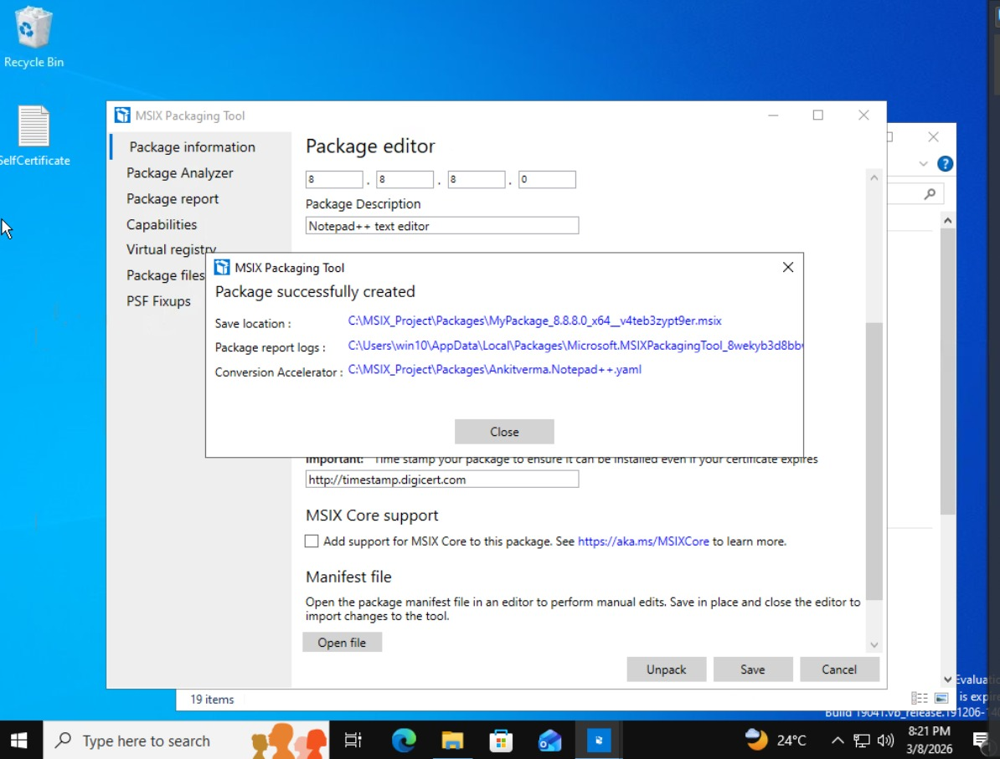 Recycle Bin
SelfCertificate
MSIX Packaging Tool
Package information
Package Analyzer
Package report
Capabilities
Virtual registry
Package files
PSF Fixups
Package editor
8 . 8 . 8 . 0
Package Description
Notepad++ text editor
MSIX Packaging Tool
Package successfully created
Save location : C:\MSIX_Project\Packages\MyPackage_8.8.8.0_x64__v4teb3zypt9er.msix
Package report logs : C:\Users\win10\AppData\Local\Packages\Microsoft.MSIXPackagingTool_8wekyb3d8bbw
Conversion Accelerator : C:\MSIX_Project\Packages\Ankitverma.Notepad++.yaml
Close
Important: Time stamp your package to ensure it can be installed even if your certificate expires
http://timestamp.digicert.com
MSIX Core support
Add support for MSIX Core to this package. See https://aka.ms/MSIXCore to learn more.
Manifest file
Open the package manifest file in an editor to perform manual edits. Save in place and close the editor to
import changes to the tool.
Open file
Unpack Save Cancel
19 items
Evaluati
is expir
Build 19041.vb_release.191206-
Type here to search
24°C
8:21 PM
3/8/2026